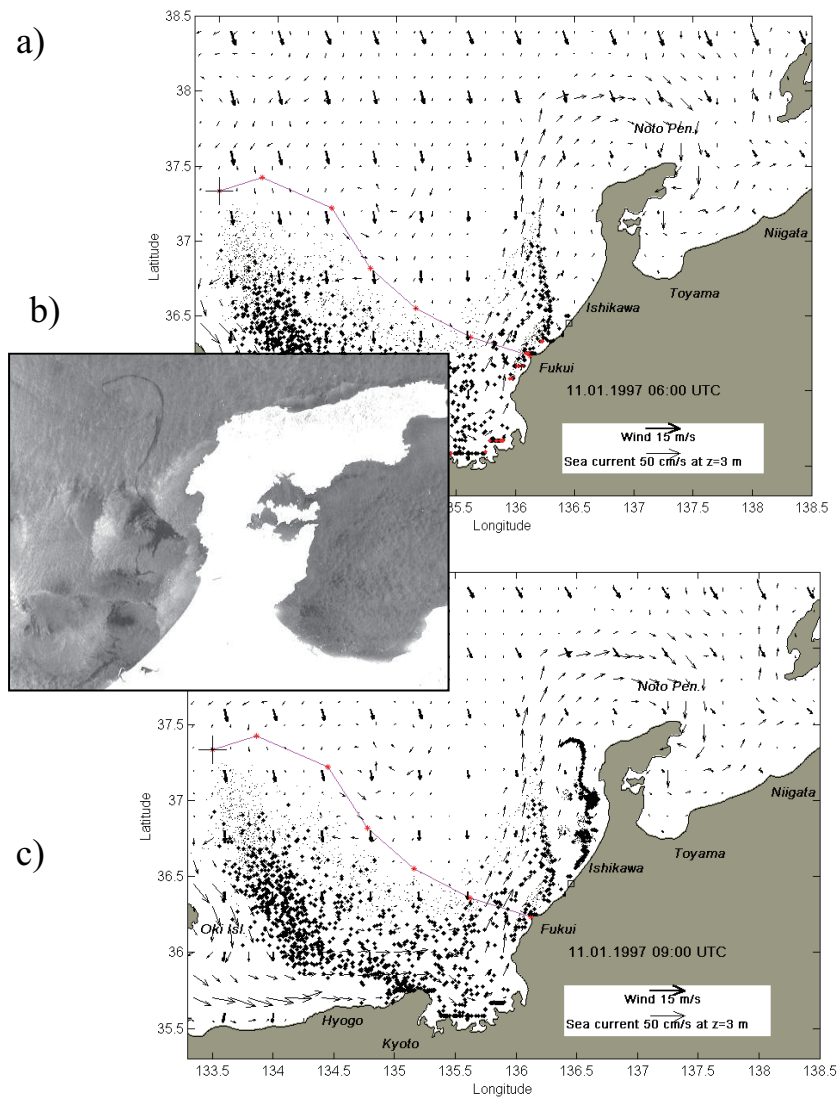 a)
38.5
38
Noto Pen.
37.5
37
Latitude
Niigata
Toyama
36.5
Ishikawa
b)
Fukui
36
11.01.1997 06:00 UTC
Wind 15 m/s
Sea current 50 cm/s at z=3 m
135.5 136 136.5 137 137.5 138 138.5
Longitude
Noto Pen.
37.5
37
Latitude
Niigata
c)
Toyama
36.5
Ishikawa
Oki Isl.
Fukui
36
11.01.1997 09:00 UTC
Wind 15 m/s
Sea current 50 cm/s at z=3 m
Hyogo
35.5
Kyoto
133.5 134 134.5 135 135.5 136 136.5 137 137.5 138 138.5
Longitude